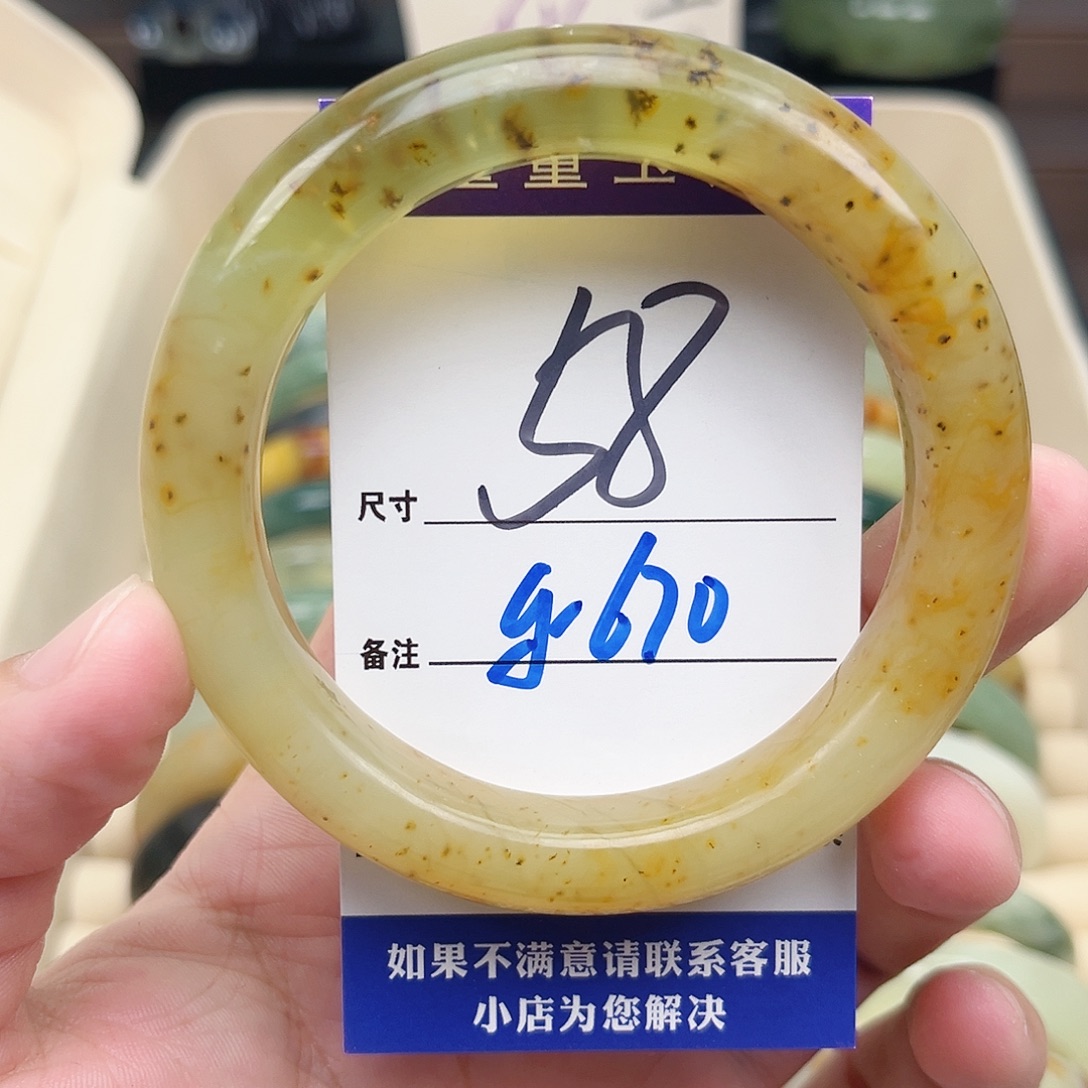 尺寸 58
备注 g 670
如果不满意请联系客服
小店为您解决